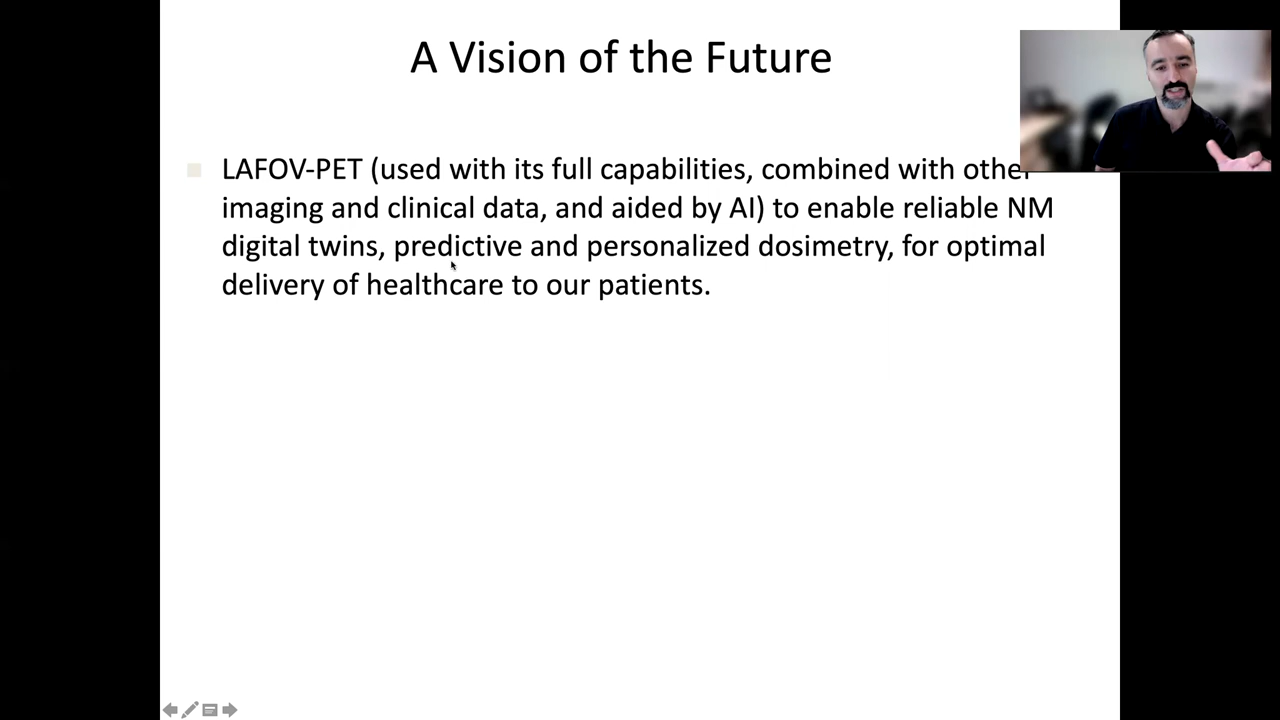 A Vision of the Future
LAFOV-PET (used with its full capabilities, combined with other
imaging and clinical data, and aided by AI) to enable reliable NM
digital twins, predictive and personalized dosimetry, for optimal
delivery of healthcare to our patients.